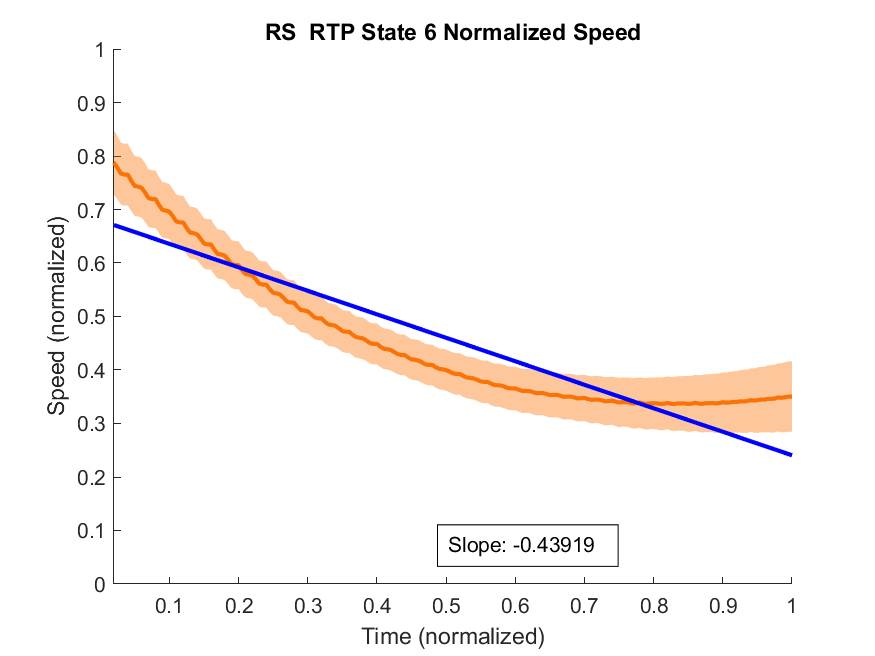 RS  RTP State 6 Normalized Speed
1
0.9
0.8
0.7
0.6
0.5
0.4
0.3
0.2
0.1
0
Speed (normalized)
Slope: -0.43919
0.1 0.2 0.3 0.4 0.5 0.6 0.7 0.8 0.9 1
Time (normalized)